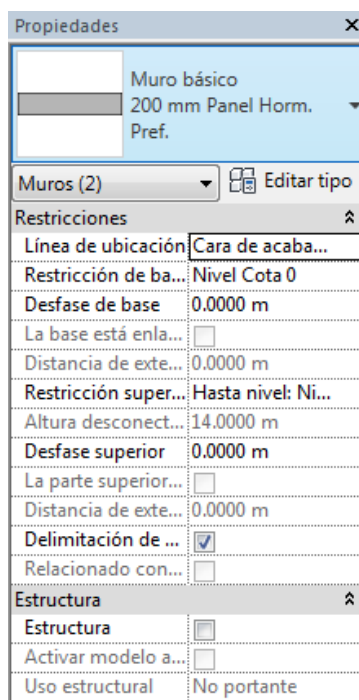 Propiedades
Muro básico
200 mm Panel Horm.
Pref.
Muros (2) Editar tipo
Restricciones
Línea de ubicación Cara de acaba...
Restricción de ba... Nivel Cota 0
Desfase de base 0.0000 m
La base está enla...
Distancia de exte... 0.0000 m
Restricción super... Hasta nivel: Ni...
Altura desconect... 14.0000 m
Desfase superior 0.0000 m
La parte superior...
Distancia de exte... 0.0000 m
Delimitación de ...
Relacionado con...
Estructura
Estructura
Activar modelo a...
Uso estructural No portante